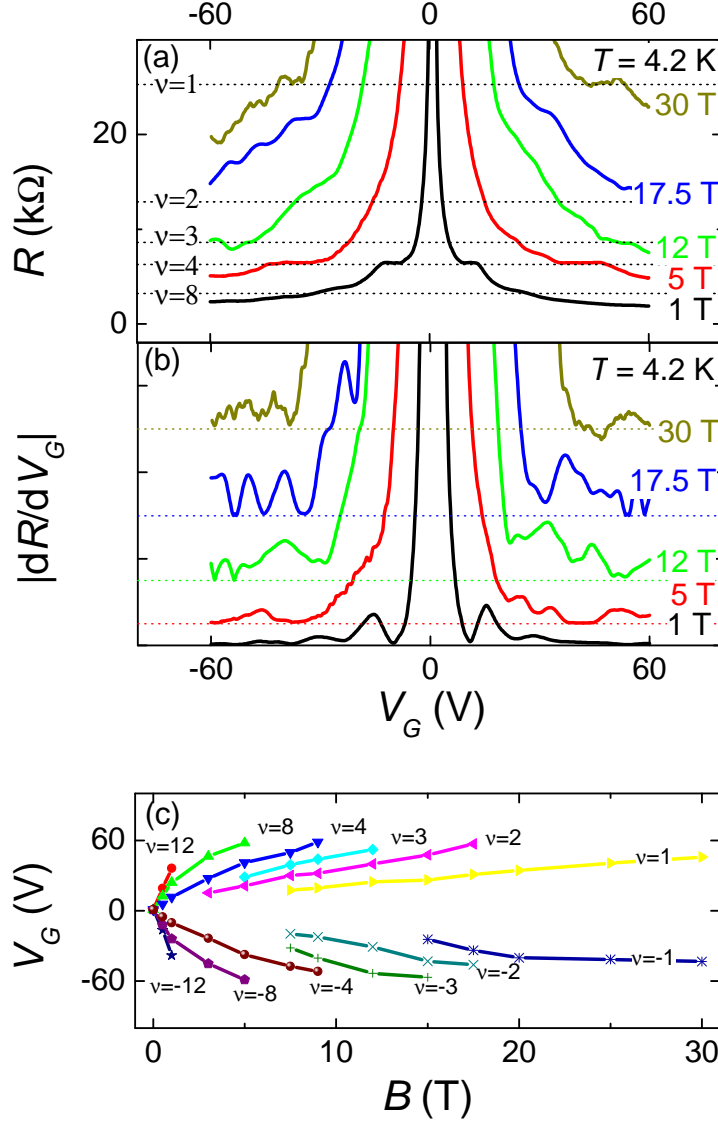 -60 0 60
(a) T = 4.2 K
ν=1
30 T
20
17.5 T
ν=2
ν=3
12 T
ν=4
5 T
ν=8
1 T
0
R (kΩ)
(b) T = 4.2 K
30 T
17.5 T
12 T
5 T
1 T
|dR/dV_G|
-60 0 60
V_G (V)
(c)
ν=12 ν=8 ν=4 ν=3 ν=2 ν=1
60
0
-60
ν=-12 ν=-8 ν=-4 ν=-3 ν=-2 ν=-1
V_G (V)
0 10 20 30
B (T)